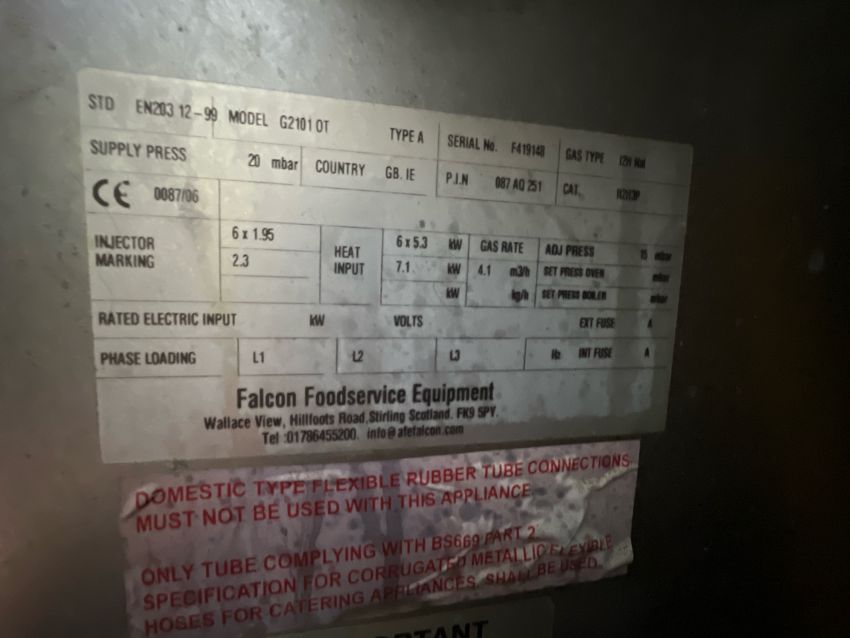 STD EN203 12-99 MODEL G2101 OT TYPE A SERIAL No. F419148 GAS TYPE
SUPPLY PRESS 20 mbar COUNTRY GB. IE P.I.N 087 AQ 251 CAT.
CE 0087/06
INJECTOR MARKING 6 x 1.95 HEAT INPUT 6 x 5.3 kW GAS RATE ADJ PRESS 15 mbar
2.3 7.1 kW 4.1 m3/h SET PRESS OVEN mbar
kW kg/h SET PRESS BOILER mbar
RATED ELECTRIC INPUT kW VOLTS EXT FUSE A
PHASE LOADING L1 L2 L3 Hz INT FUSE A
Falcon Foodservice Equipment
Wallace View, Hillfoots Road,Stirling Scotland. FK9 5PY.
Tel :01786455200. info@afefalcon.com
DOMESTIC TYPE FLEXIBLE RUBBER TUBE CONNECTIONS
MUST NOT BE USED WITH THIS APPLIANCE
ONLY TUBE COMPLYING WITH BS669 PART 2
SPECIFICATION FOR CORRUGATED METALLIC FLEXIBLE
HOSES FOR CATERING APPLIANCES SHALL BE USED.